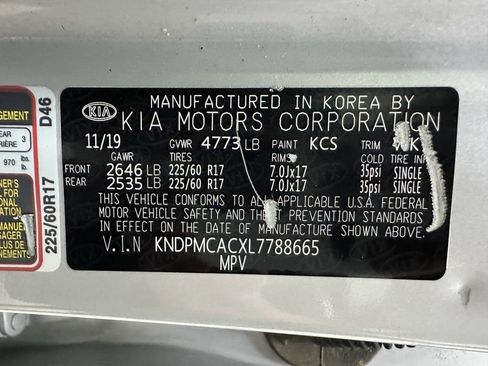 D46
225/60R17
970 lbs.
KIA
MANUFACTURED IN KOREA BY
KIA MOTORS CORPORATION
11/19 GVWR 4773 LB PAINT KCS TRIM
GAWR TIRES RIMS COLD
FRONT 2646 LB 225/60 R17 7.0Jx17 35psi SINGLE
REAR 2535 LB 225/60 R17 7.0Jx17 35psi SINGLE
THIS VEHICLE CONFORMS TO ALL APPLICABLE U.S.A. FEDERAL
MOTOR VEHICLE SAFETY, BUMPER, AND THEFT PREVENTION STANDARDS
IN EFFECT ON THE DATE OF MANUFACTURE SHOWN ABOVE.
V.I.N KNDPMCACXL7788665
MPV